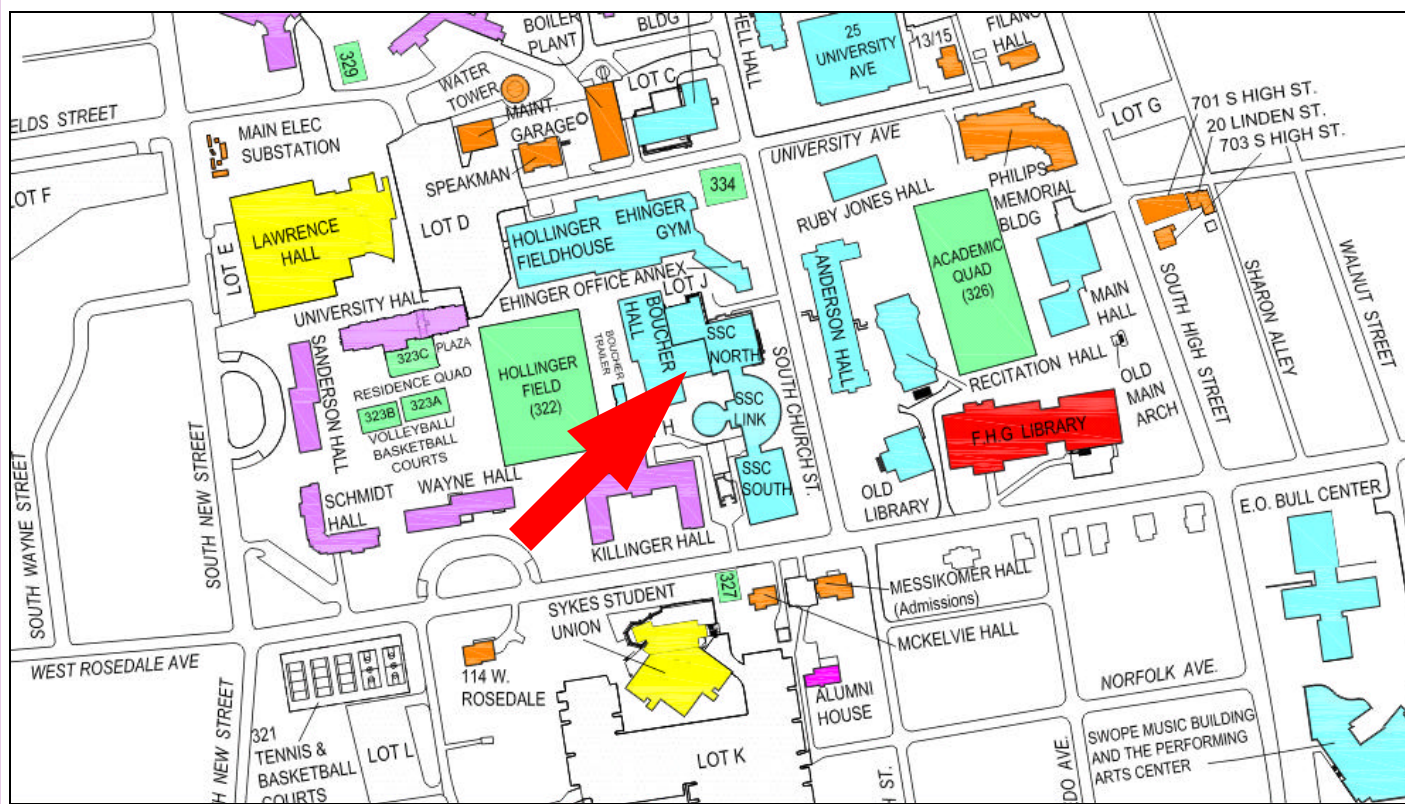 BOILER
PLANT
BLDG
HELL HALL
25
UNIVERSITY
AVE
13/15
FILANO
HALL
329
WATER
TOWER
LOT C
LOT G
701 S HIGH ST.
20 LINDEN ST.
703 S HIGH ST.
ELDS STREET
MAIN ELEC
SUBSTATION
MAINT.
GARAGE
UNIVERSITY AVE
SPEAKMAN
334
PHILIPS
MEMORIAL
BLDG
RUBY JONES HALL
LOT F
LOT E
LAWRENCE
HALL
LOT D
HOLLINGER
FIELDHOUSE
EHINGER
GYM
ACADEMIC
QUAD
(326)
ANDERSON HALL
MAIN
HALL
SOUTH HIGH STREET
SHARON ALLEY
WALNUT STREET
UNIVERSITY HALL
EHINGER OFFICE ANNEX
LOT J
SANDERSON HALL
323C
PLAZA
RESIDENCE QUAD
323B
323A
VOLLEYBALL/
BASKETBALL
COURTS
HOLLINGER
FIELD
(322)
BOUCHER
TRAILER
BOUCHER
HALL
SSC
NORTH
SOUTH CHURCH ST.
RECITATION HALL
OLD
MAIN
ARCH
SSC
LINK
H
F.H.G LIBRARY
SSC
SOUTH
OLD
LIBRARY
SOUTH WAYNE STREET
SOUTH NEW STREET
SCHMIDT
HALL
WAYNE HALL
KILLINGER HALL
E.O. BULL CENTER
SYKES STUDENT
UNION
327
MESSIKOMER HALL
(Admissions)
MCKELVIE HALL
WEST ROSEDALE AVE
114 W.
ROSEDALE
ALUMNI
HOUSE
NORFOLK AVE.
321
TENNIS &
BASKETBALL
COURTS
LOT L
LOT K
H NEW STREET
H ST.
DO AVE.
SWOPE MUSIC BUILDING
AND THE PERFORMING
ARTS CENTER